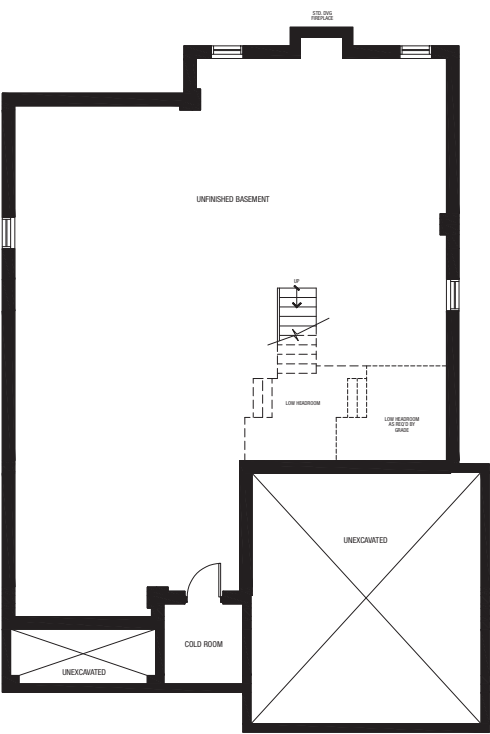 STD. DVG
FIREPLACE
UNFINISHED BASEMENT
UP
LOW HEADROOM
LOW HEADROOM
AS REQ'D BY
GRADE
UNEXCAVATED
COLD ROOM
UNEXCAVATED